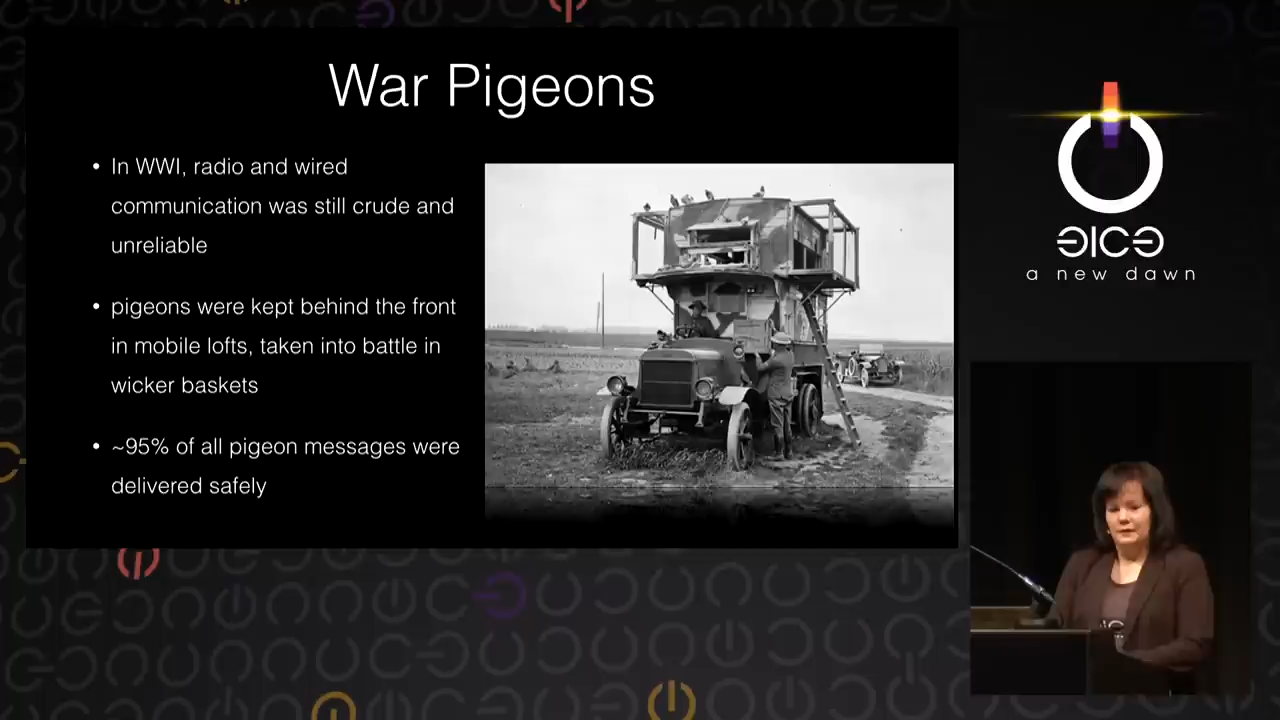 War Pigeons
• In WWI, radio and wired
communication was still crude and
unreliable
• pigeons were kept behind the front
in mobile lofts, taken into battle in
wicker baskets
• ~95% of all pigeon messages were
delivered safely
ƏICƏ
a new dawn